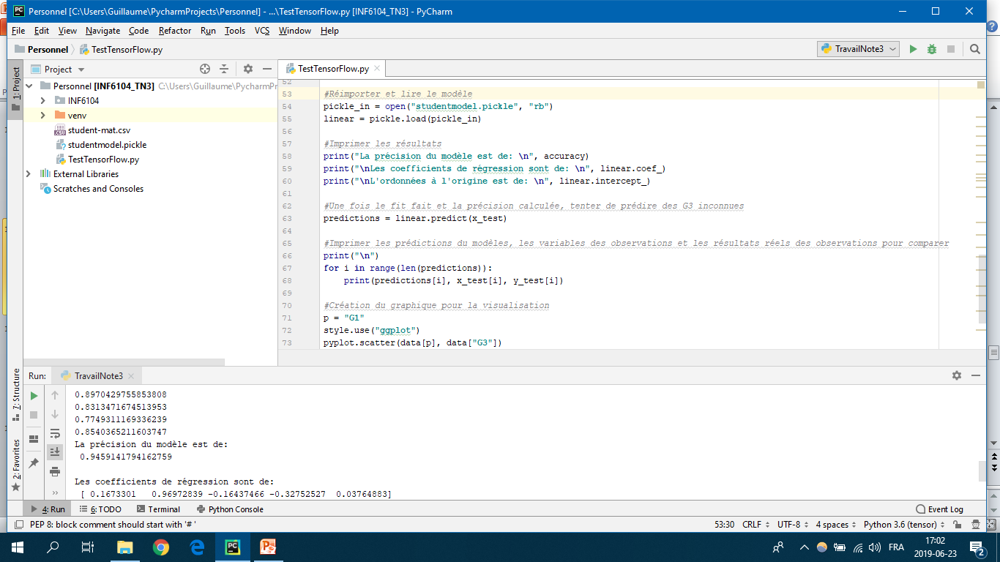 Personnel [C:\Users\Guillaume\PycharmProjects\Personnel] - ...\TestTensorFlow.py [INF6104_TN3] - PyCharm
File Edit View Navigate Code Refactor Run Tools VCS Window Help
Personnel TestTensorFlow.py TravailNote3
1: Project
Project
Personnel [INF6104_TN3] C:\Users\Guillaume\PycharmPr
INF6104
venv
student-mat.csv
studentmodel.pickle
TestTensorFlow.py
External Libraries
Scratches and Consoles
TestTensorFlow.py
52
53 #Réimporter et lire le modèle
54 pickle_in = open("studentmodel.pickle", "rb")
55 linear = pickle.load(pickle_in)
56
57 #Imprimer les résultats
58 print("La précision du modèle est de: \n", accuracy)
59 print("\nLes coefficients de régression sont de: \n", linear.coef_)
60 print("\nL'ordonnées à l'origine est de: \n", linear.intercept_)
61
62 #Une fois le fit fait et la précision calculée, tenter de prédire des G3 inconnues
63 predictions = linear.predict(x_test)
64
65 #Imprimer les prédictions du modèles, les variables des observations et les résultats réels des observations pour comparer
66 print("\n")
67 for i in range(len(predictions)):
68 print(predictions[i], x_test[i], y_test[i])
69
70 #Création du graphique pour la visualisation
71 p = "G1"
72 style.use("ggplot")
73 pyplot.scatter(data[p], data["G3"])
7: Structure
2: Favorites
Run: TravailNote3
0.8970429755853808
0.8313471674513953
0.7749311169336239
0.8540365211603747
La précision du modèle est de:
0.9459141794162759
Les coefficients de régression sont de:
[ 0.1673301 0.96972839 -0.16437466 -0.32752527 0.03764883]
4: Run 6: TODO Terminal Python Console Event Log
PEP 8: block comment should start with '# ' 53:30 CRLF UTF-8 4 spaces Python 3.6 (tensor)
FRA 17:02
2019-06-23 2